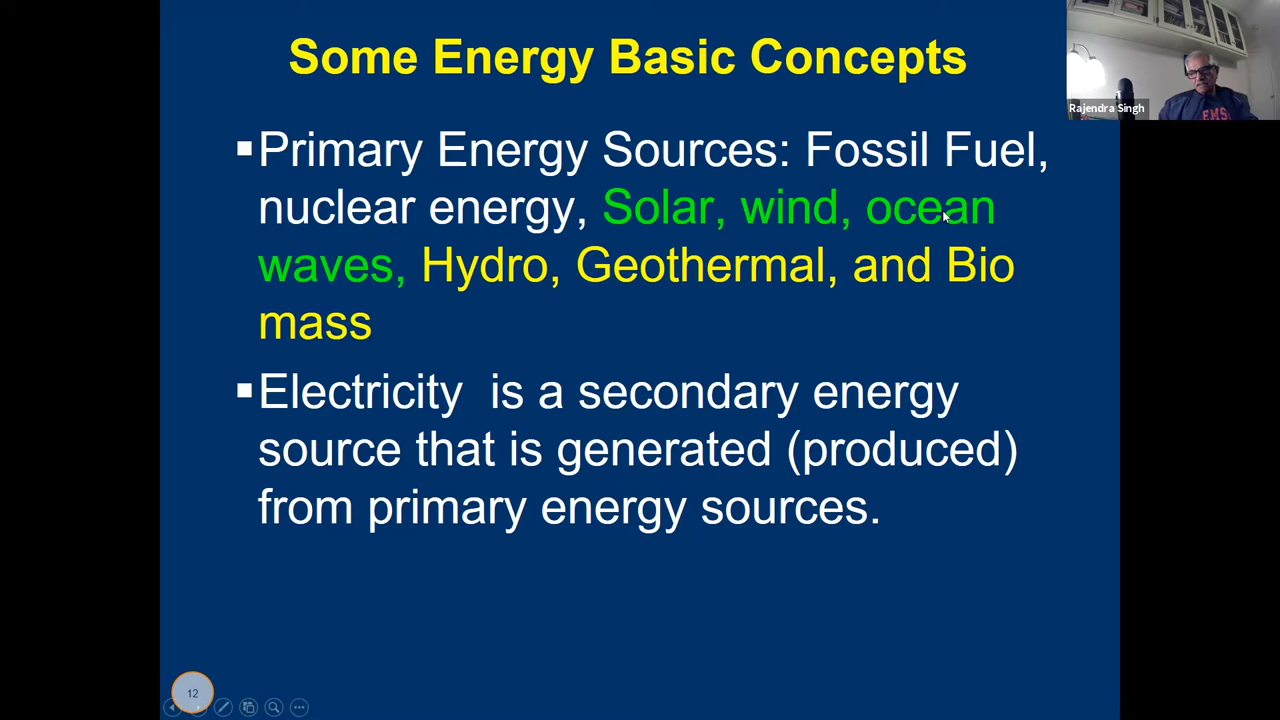 Some Energy Basic Concepts
Rajendra Singh
EMS
▪Primary Energy Sources: Fossil Fuel,
nuclear energy, Solar, wind, ocean
waves, Hydro, Geothermal, and Bio
mass
▪Electricity is a secondary energy
source that is generated (produced)
from primary energy sources.
12